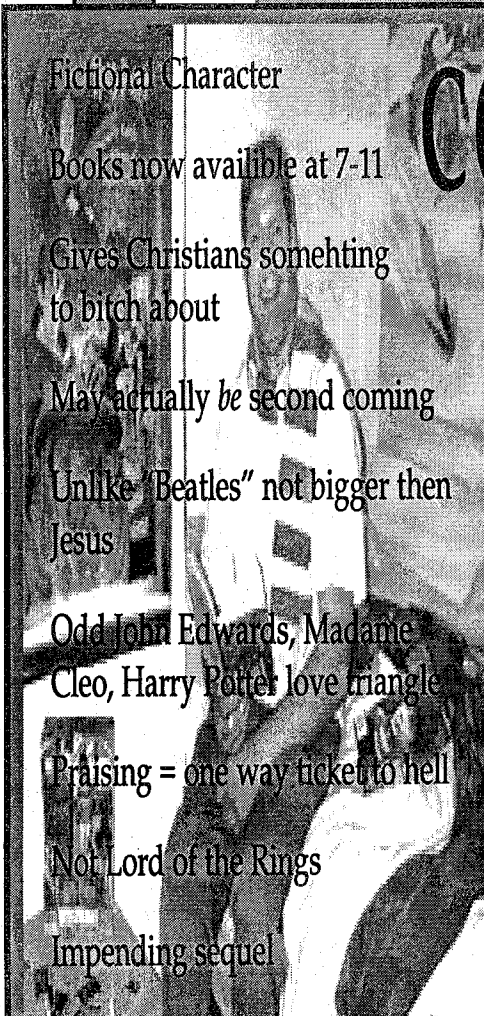 Fictional Character
Books now availible at 7-11
Gives Christians somehting
to bitch about
May actually be second coming
Unlike "Beatles" not bigger then
Jesus
Odd John Edwards, Madame
Cleo, Harry Potter love triangle
Praising = one way ticket to hell
Not Lord of the Rings
Impending sequel